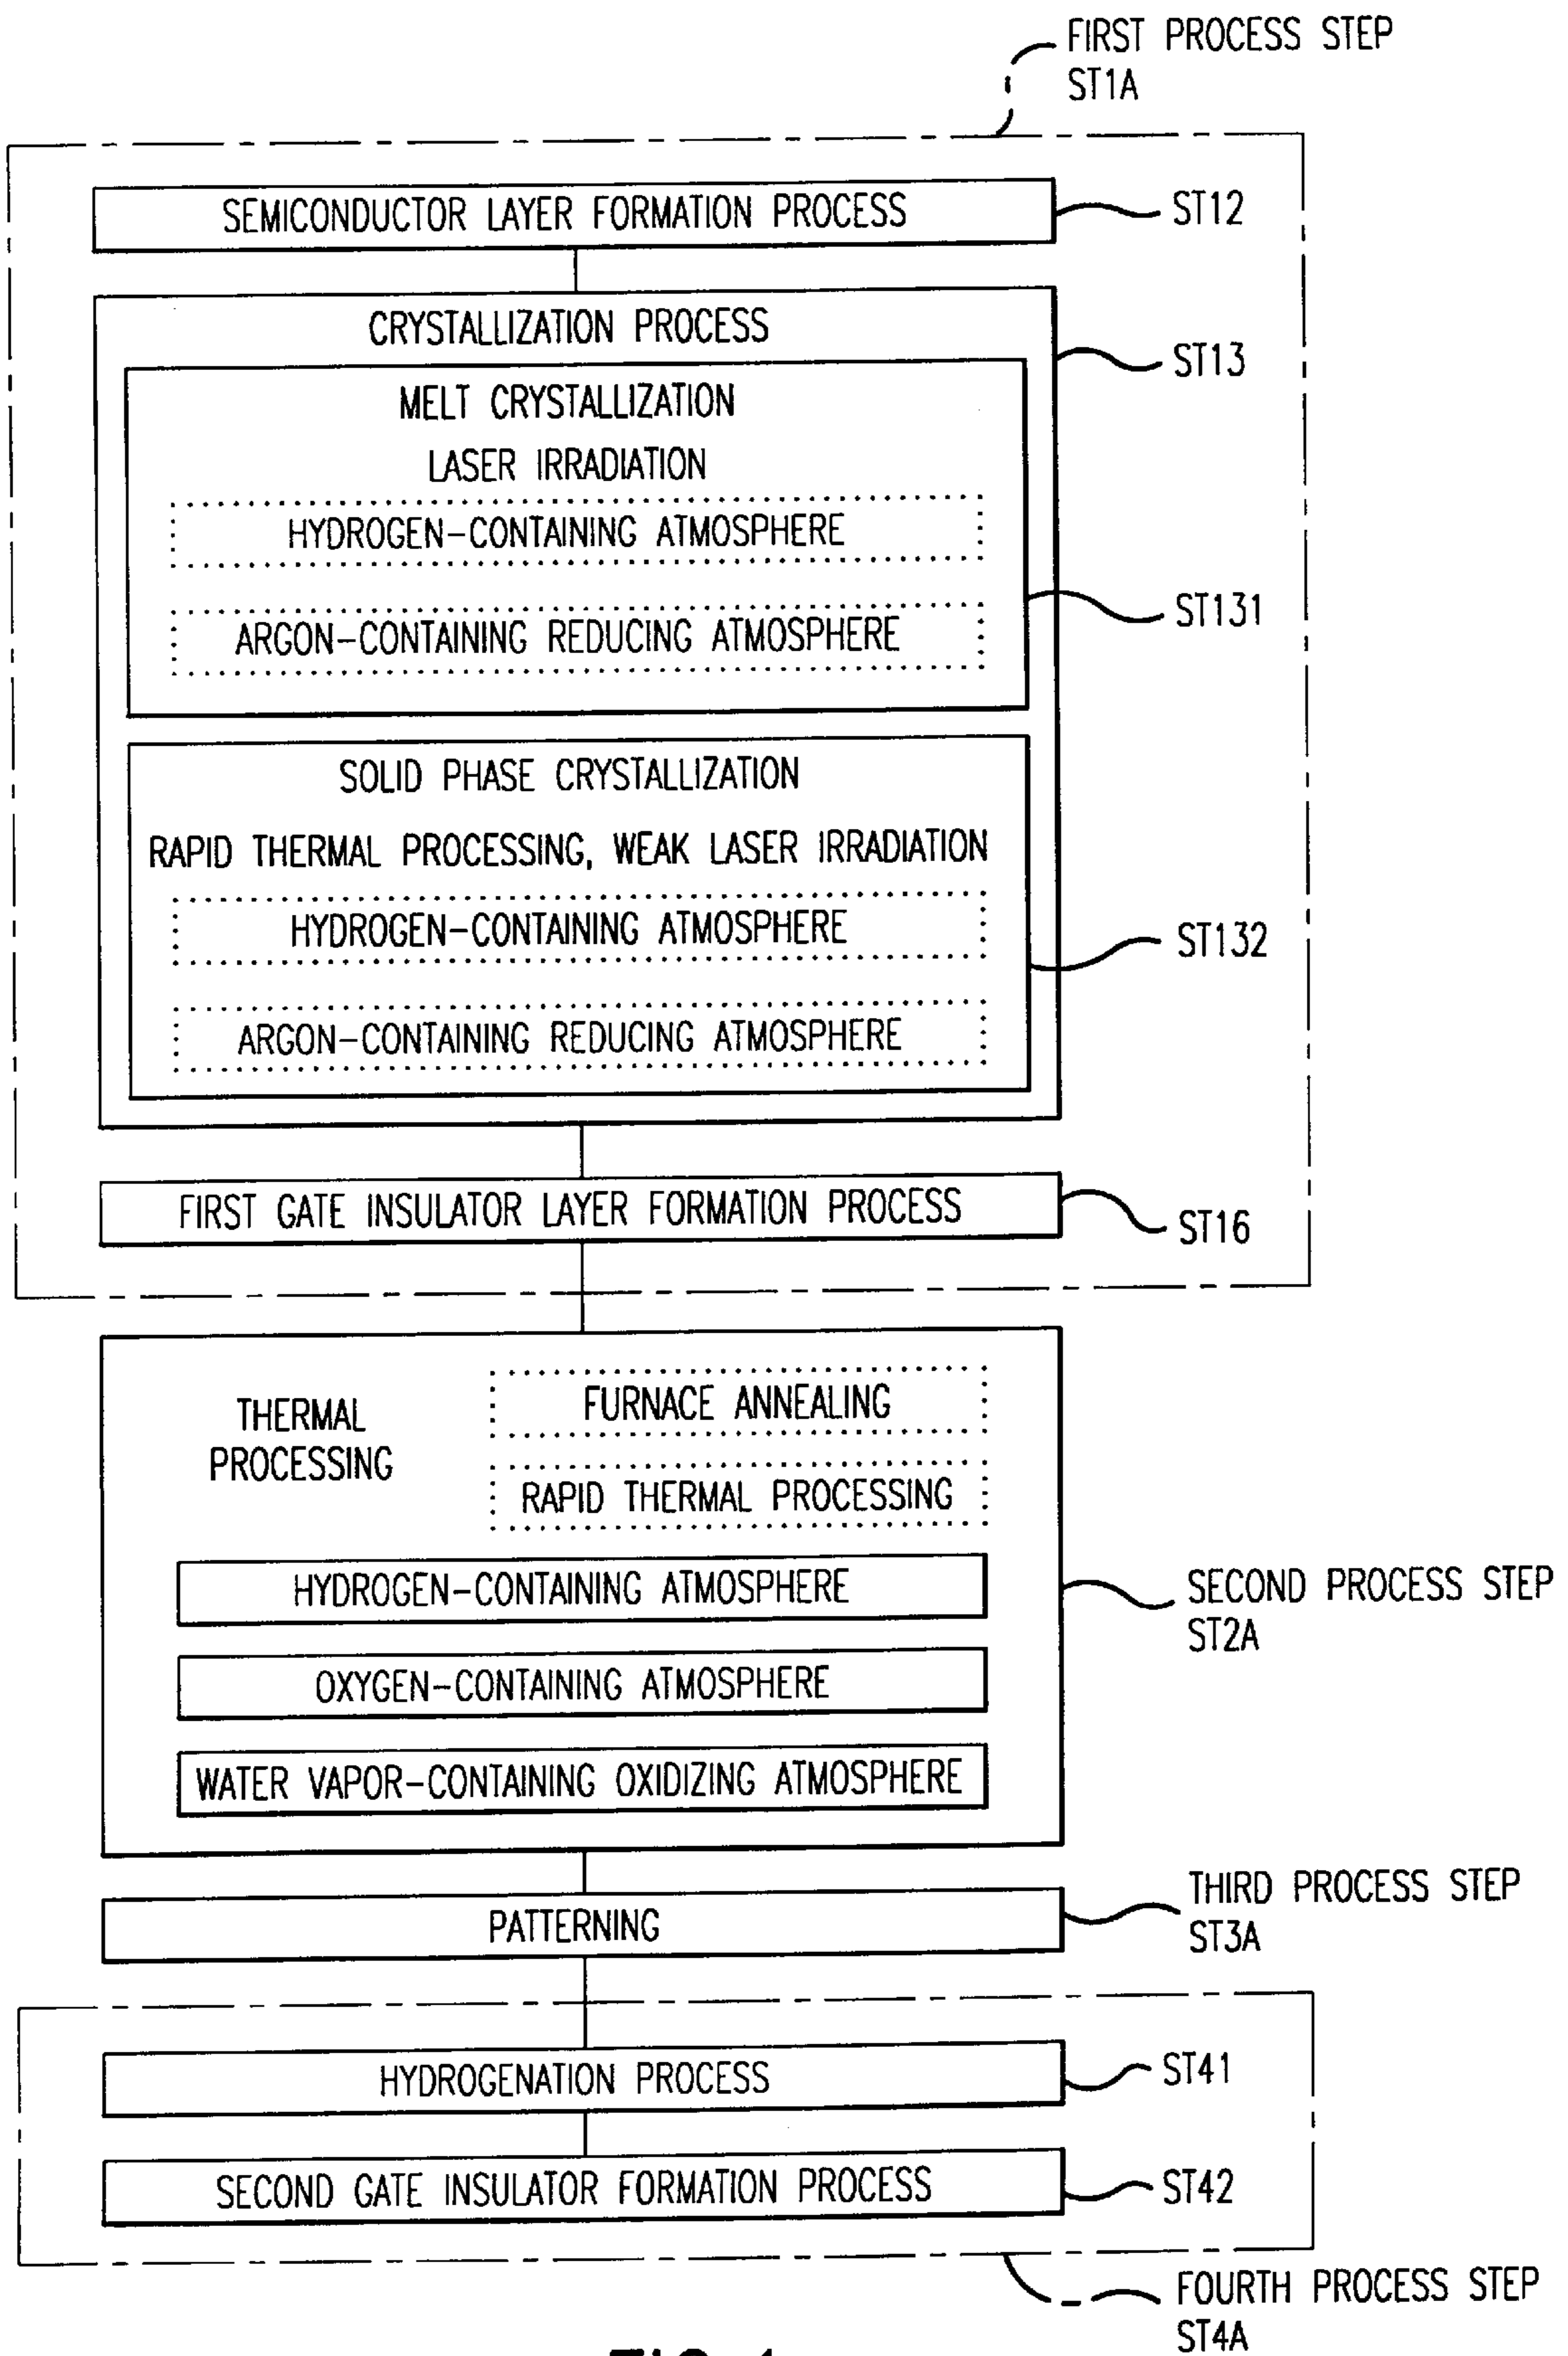 FIRST PROCESS STEP
ST1A
SEMICONDUCTOR LAYER FORMATION PROCESS
ST12
CRYSTALLIZATION PROCESS
ST13
MELT CRYSTALLIZATION
LASER IRRADIATION
HYDROGEN-CONTAINING ATMOSPHERE
ST131
ARGON-CONTAINING REDUCING ATMOSPHERE
SOLID PHASE CRYSTALLIZATION
RAPID THERMAL PROCESSING, WEAK LASER IRRADIATION
HYDROGEN-CONTAINING ATMOSPHERE
ST132
ARGON-CONTAINING REDUCING ATMOSPHERE
FIRST GATE INSULATOR LAYER FORMATION PROCESS
ST16
THERMAL
PROCESSING
FURNACE ANNEALING
RAPID THERMAL PROCESSING
HYDROGEN-CONTAINING ATMOSPHERE
SECOND PROCESS STEP
ST2A
OXYGEN-CONTAINING ATMOSPHERE
WATER VAPOR-CONTAINING OXIDIZING ATMOSPHERE
THIRD PROCESS STEP
ST3A
PATTERNING
HYDROGENATION PROCESS
ST41
SECOND GATE INSULATOR FORMATION PROCESS
ST42
FOURTH PROCESS STEP
ST4A